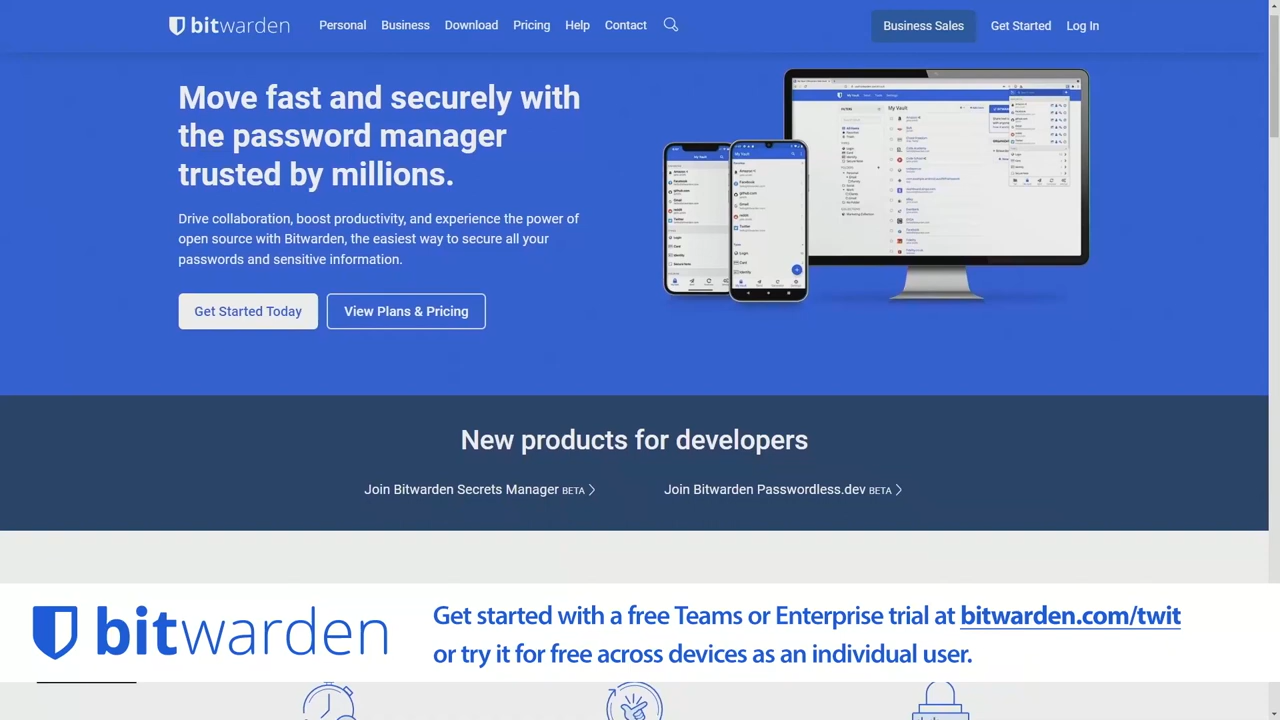 bitwarden
Personal Business Download Pricing Help Contact
Business Sales Get Started Log In
Move fast and securely with
the password manager
trusted by millions.
Drive collaboration, boost productivity, and experience the power of
open source with Bitwarden, the easiest way to secure all your
passwords and sensitive information.
Get Started Today
View Plans & Pricing
My Vault
My Vault
New products for developers
Join Bitwarden Secrets Manager BETA
Join Bitwarden Passwordless.dev BETA
bitwarden
Get started with a free Teams or Enterprise trial at bitwarden.com/twit
or try it for free across devices as an individual user.